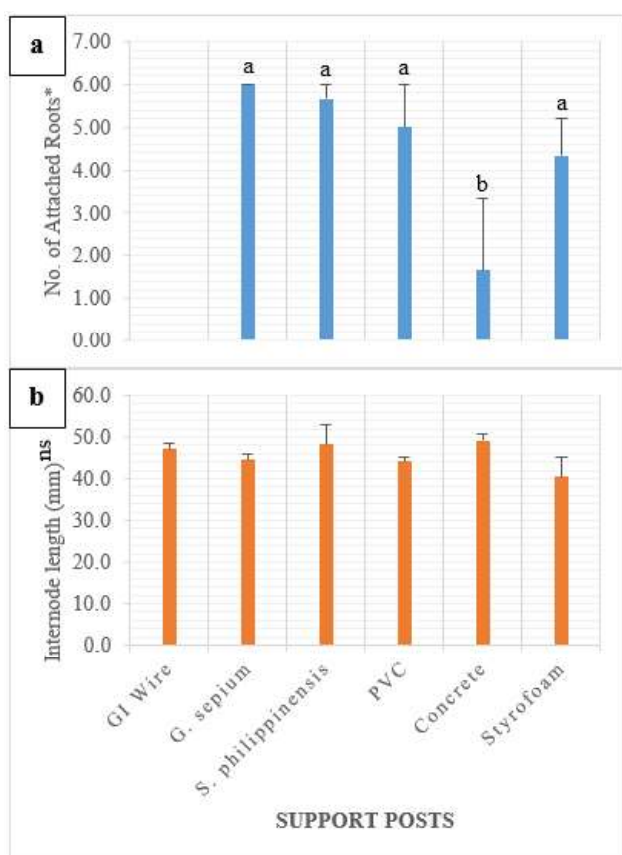 a
No. of Attached Roots*
7.00
6.00
5.00
4.00
3.00
2.00
1.00
0.00
a
a
a
b
a
b
Internode length (mm)ns
60.0
50.0
40.0
30.0
20.0
10.0
0.0
GI Wire
G. sepium
S. philippinensis
PVC
Concrete
Styrofoam
SUPPORT POSTS